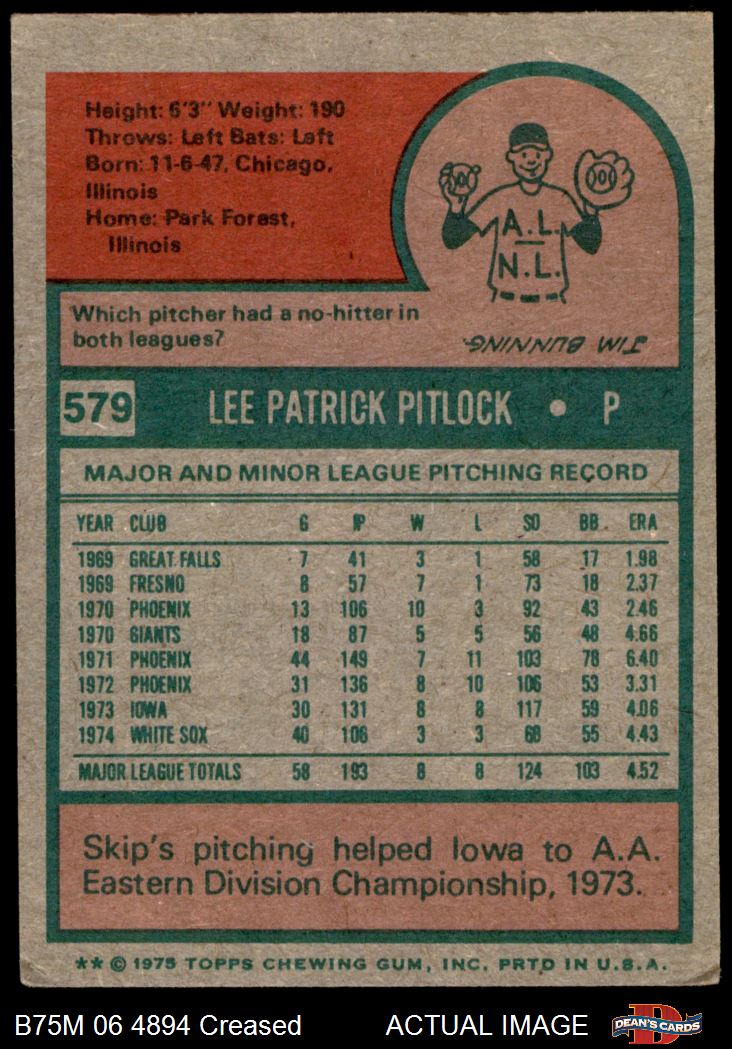 Height: 6'3" Weight: 190
Throws: Left Bats: Left
Born: 11-6-47, Chicago,
Illinois
Home: Park Forest,
Illinois
A.L.
N.L.
Which pitcher had a no-hitter in
both leagues?
JIM BUNNING
579 LEE PATRICK PITLOCK • P
MAJOR AND MINOR LEAGUE PITCHING RECORD
YEAR CLUB G IP W L SO BB ERA
1969 GREAT FALLS 7 41 3 1 58 17 1.98
1969 FRESNO 8 57 7 1 73 18 2.37
1970 PHOENIX 13 106 10 3 92 43 2.46
1970 GIANTS 18 87 5 5 56 48 4.66
1971 PHOENIX 44 149 7 11 103 78 6.40
1972 PHOENIX 31 136 8 10 106 53 3.31
1973 IOWA 30 131 8 8 117 59 4.06
1974 WHITE SOX 40 106 3 3 68 55 4.43
MAJOR LEAGUE TOTALS 58 193 8 8 124 103 4.52
Skip's pitching helped Iowa to A.A.
Eastern Division Championship, 1973.
** © 1975 TOPPS CHEWING GUM, INC. PRTD IN U.S.A.
B75M 06 4894 Creased ACTUAL IMAGE DEAN'S CARDS